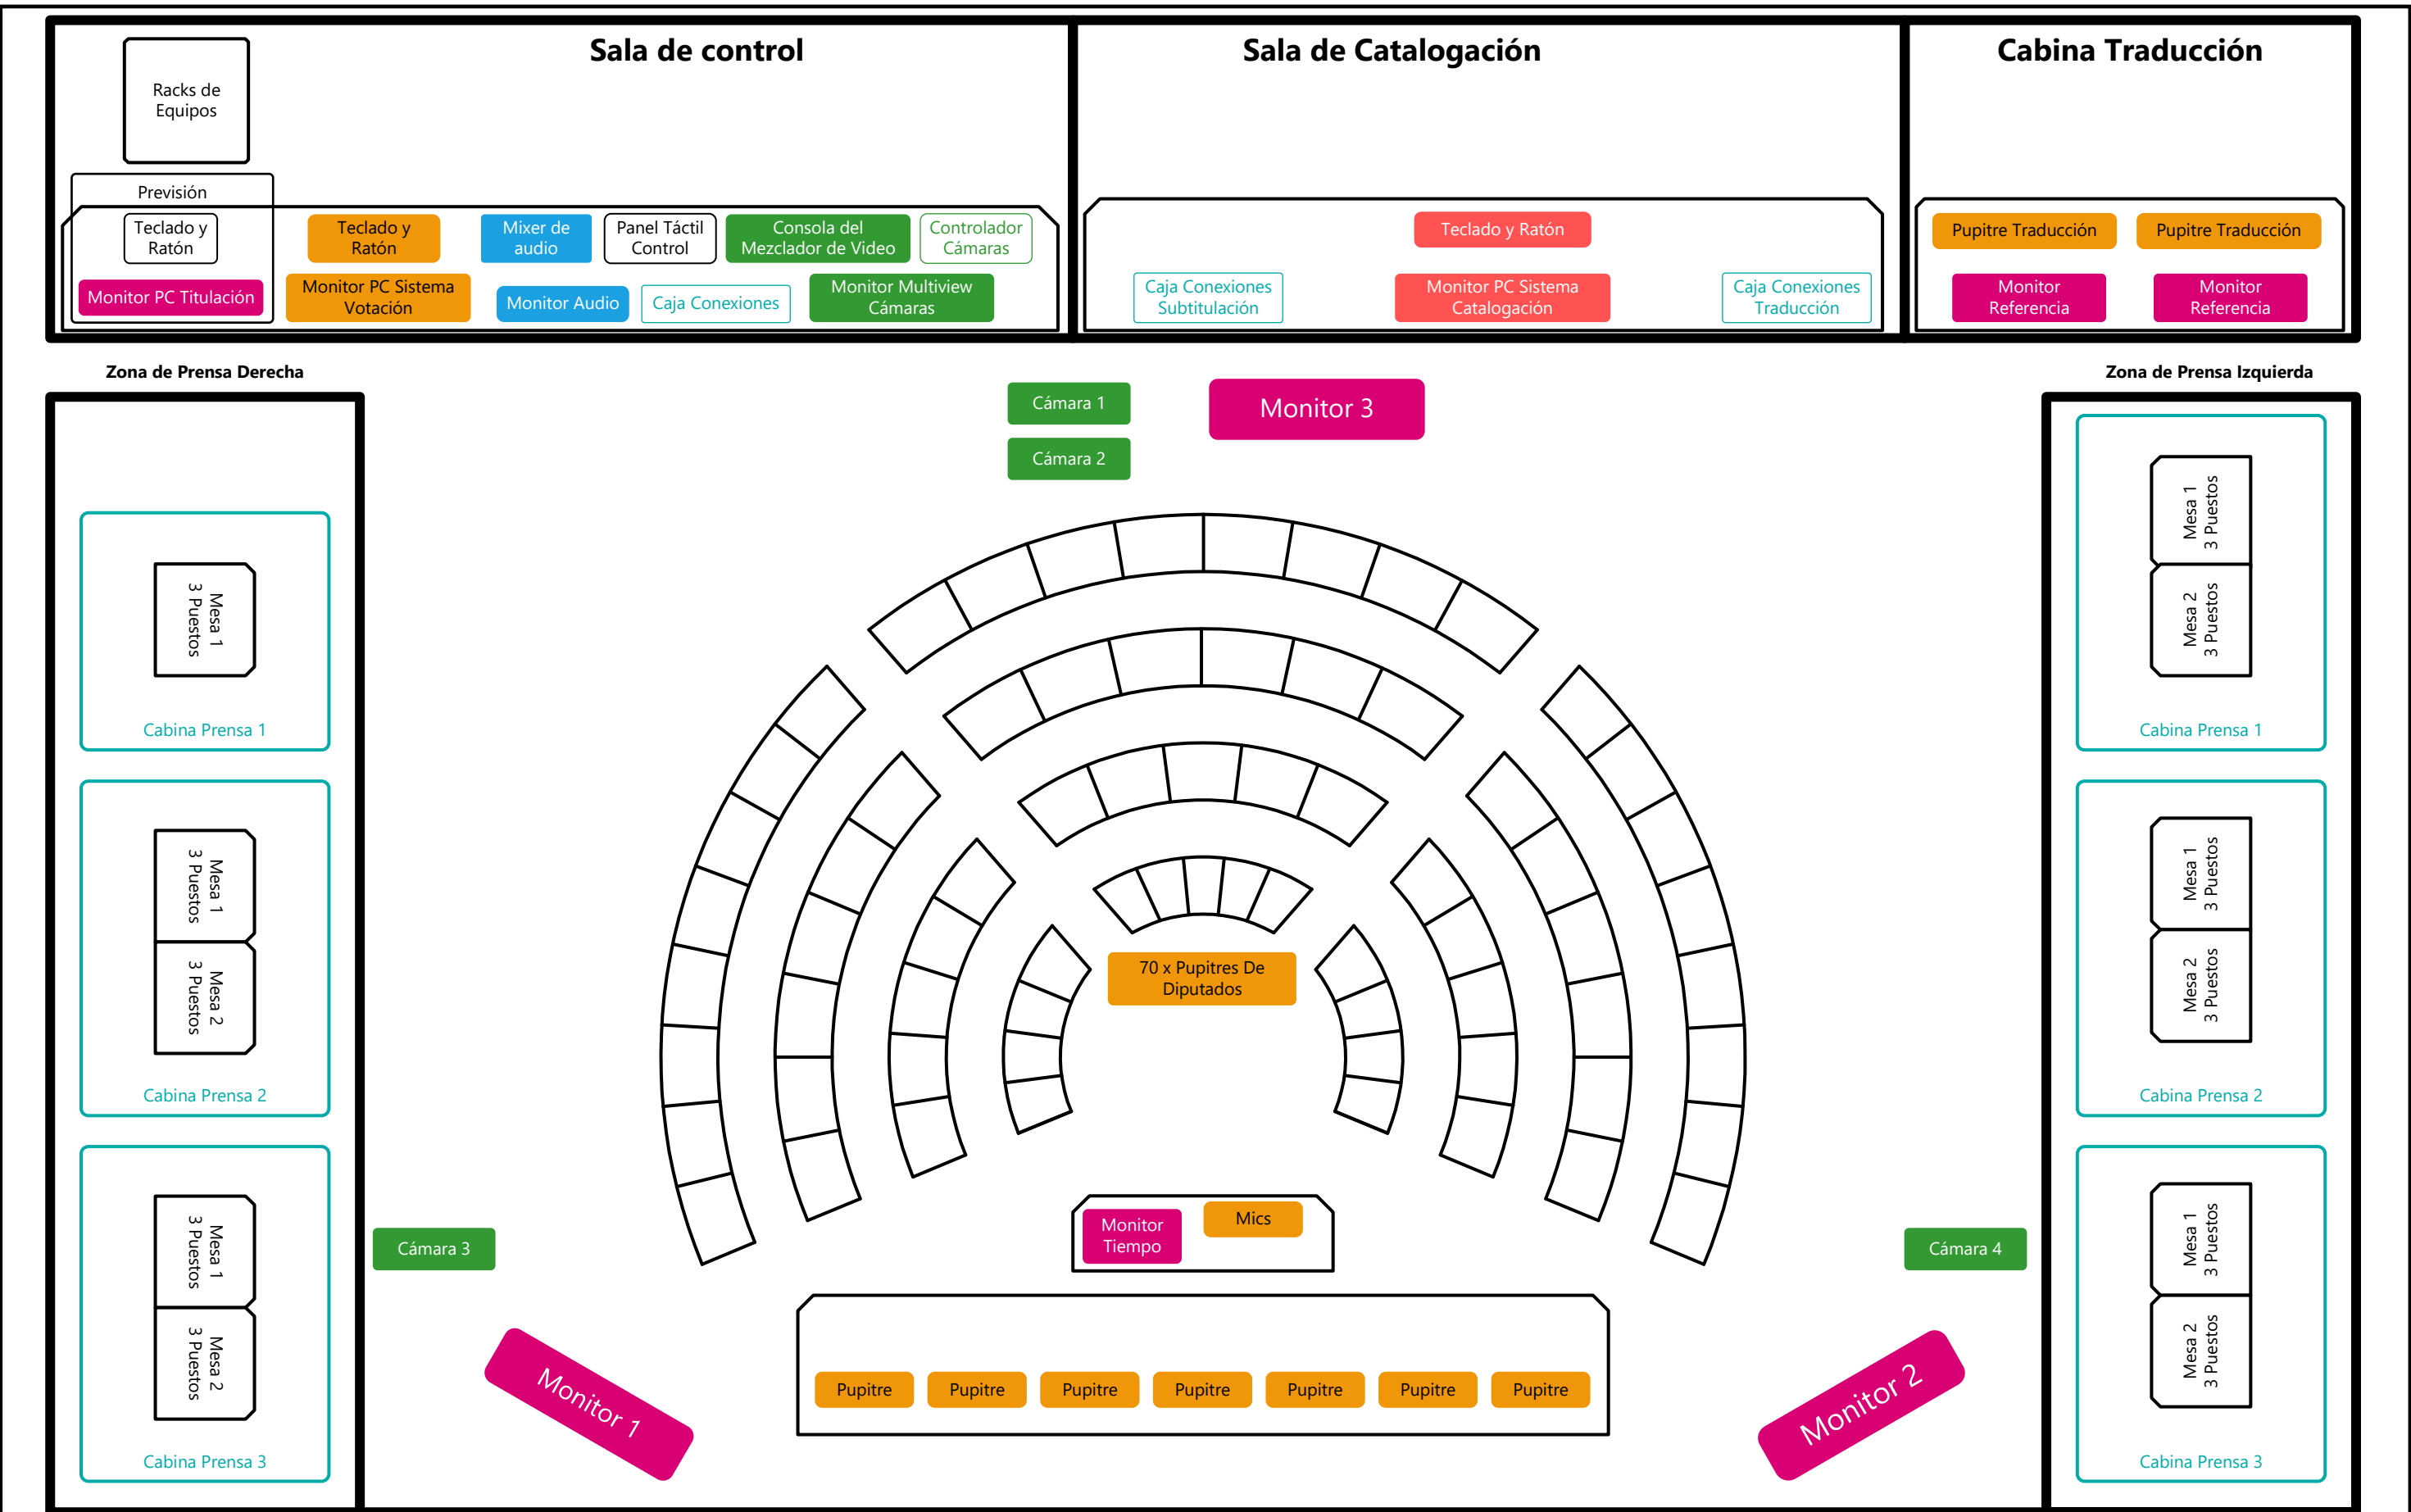 Sala de control
Sala de Catalogación
Cabina Traducción
Racks de
Equipos
Previsión
Teclado y
Ratón
Monitor PC Titulación
Teclado y
Ratón
Monitor PC Sistema
Votación
Mixer de
audio
Monitor Audio
Panel Táctil
Control
Caja Conexiones
Consola del
Mezclador de Video
Controlador
Cámaras
Monitor Multiview
Cámaras
Teclado y Ratón
Caja Conexiones
Subtitulación
Monitor PC Sistema
Catalogación
Caja Conexiones
Traducción
Pupitre Traducción
Pupitre Traducción
Monitor
Referencia
Monitor
Referencia
Zona de Prensa Derecha
Mesa 1
3 Puestos
Cabina Prensa 1
Mesa 1
3 Puestos
Mesa 2
3 Puestos
Cabina Prensa 2
Mesa 1
3 Puestos
Mesa 2
3 Puestos
Cabina Prensa 3
Cámara 1
Cámara 2
Monitor 3
70 x Pupitres De
Diputados
Cámara 3
Monitor
Tiempo
Mics
Cámara 4
Monitor 1
Pupitre
Pupitre
Pupitre
Pupitre
Pupitre
Pupitre
Pupitre
Monitor 2
Zona de Prensa Izquierda
Mesa 1
3 Puestos
Mesa 2
3 Puestos
Cabina Prensa 1
Mesa 1
3 Puestos
Mesa 2
3 Puestos
Cabina Prensa 2
Mesa 1
3 Puestos
Mesa 2
3 Puestos
Cabina Prensa 3